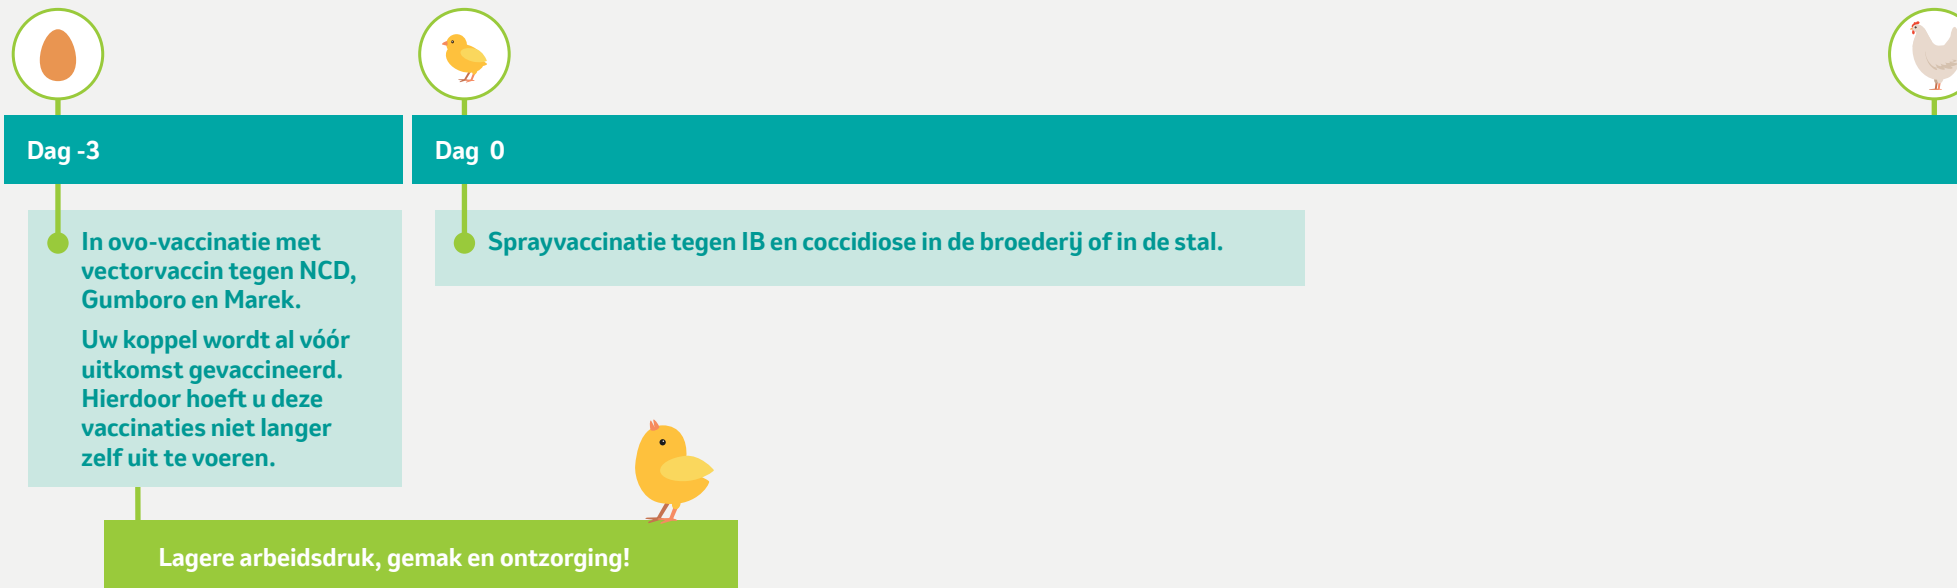 Dag -3
Dag 0
In ovo-vaccinatie met
vectorvaccin tegen NCD,
Gumboro en Marek.
Uw koppel wordt al vóór
uitkomst gevaccineerd.
Hierdoor hoeft u deze
vaccinaties niet langer
zelf uit te voeren.
Sprayvaccinatie tegen IB en coccidiose in de broederij of in de stal.
Lagere arbeidsdruk, gemak en ontzorging!